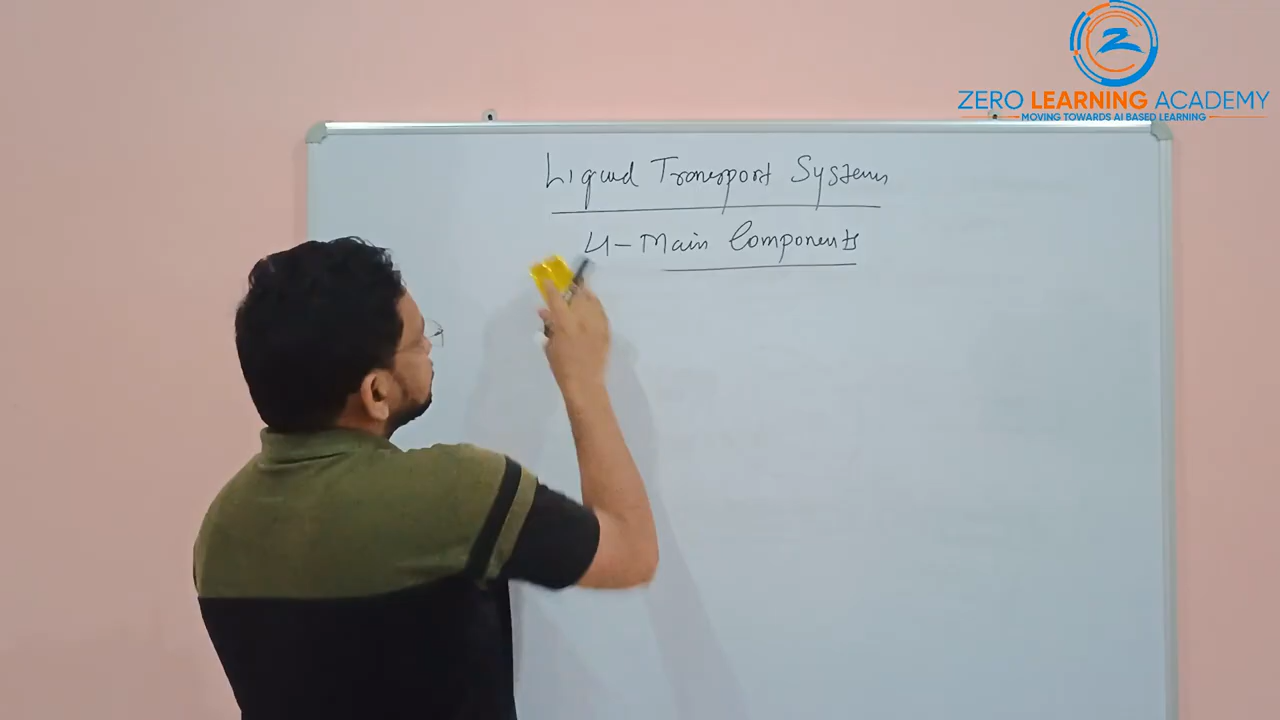 ZERO LEARNING ACADEMY
MOVING TOWARDS AI BASED LEARNING
Liquid Transport Systems
4 - Main Components